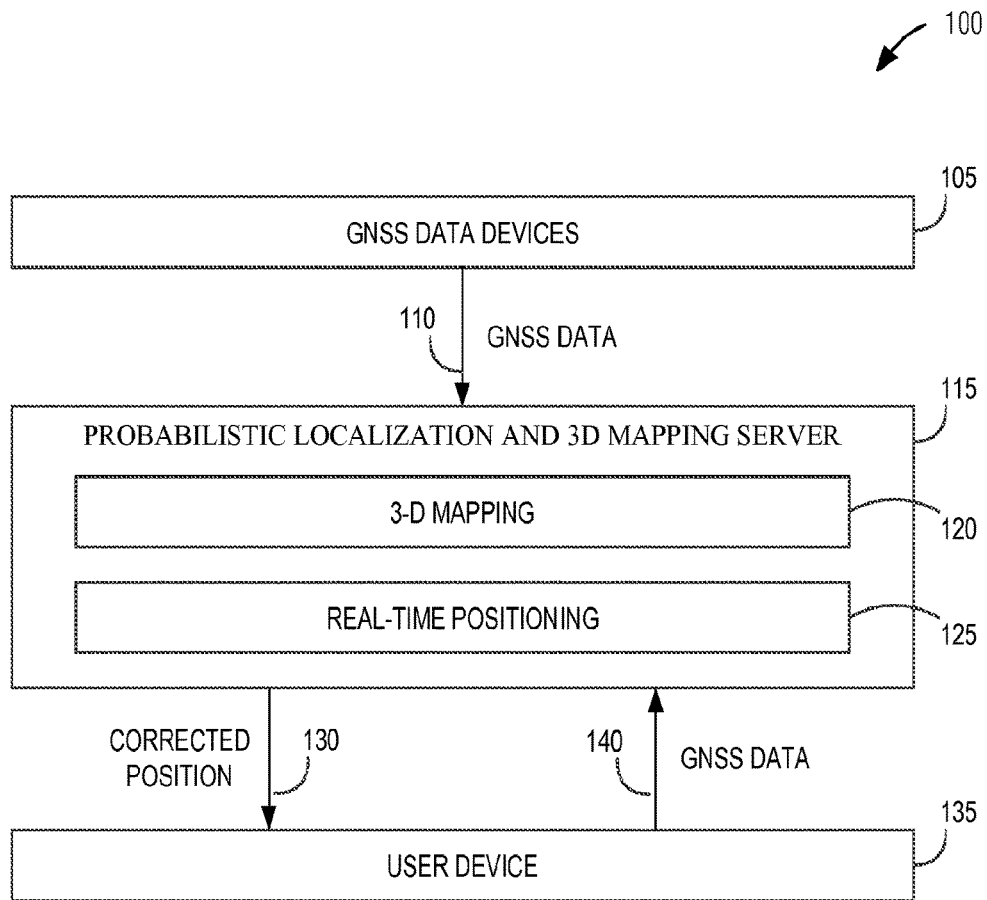 100
105
GNSS DATA DEVICES
110
GNSS DATA
115
PROBABILISTIC LOCALIZATION AND 3D MAPPING SERVER
3-D MAPPING
120
REAL-TIME POSITIONING
125
CORRECTED
POSITION
130
140
GNSS DATA
135
USER DEVICE